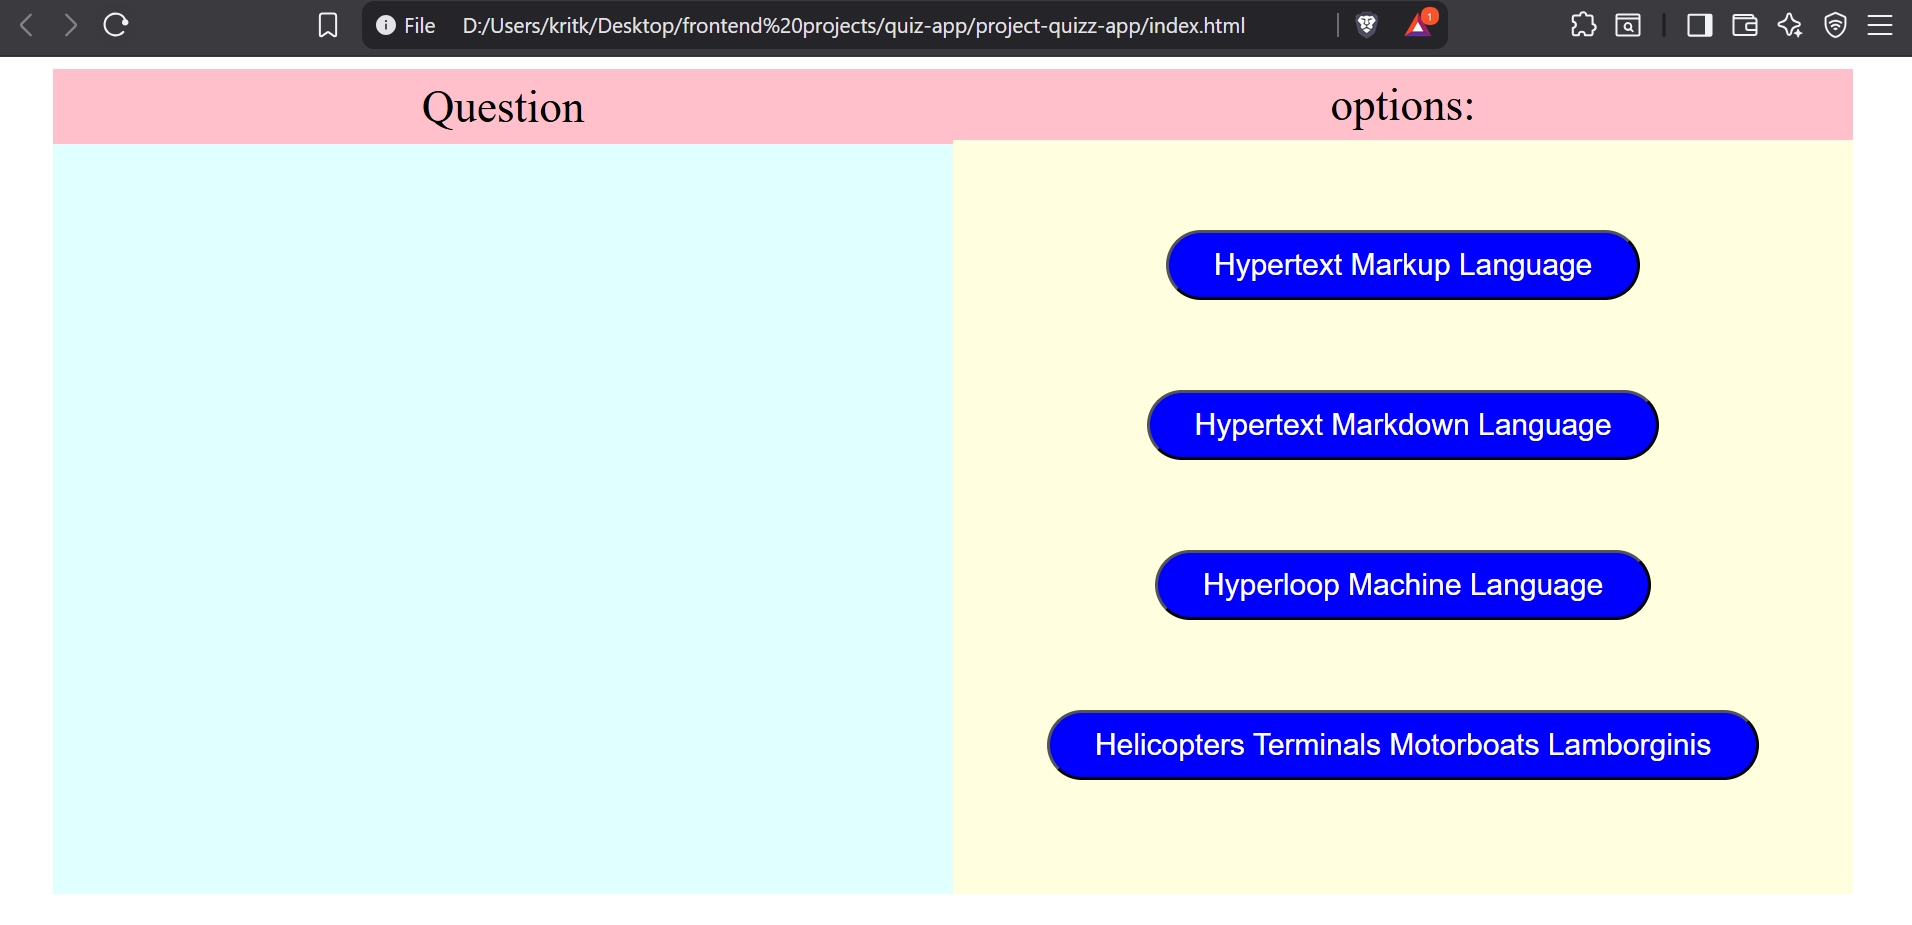 File D:/Users/kritk/Desktop/frontend%20projects/quiz-app/project-quizz-app/index.html 1
Question
options:
Hypertext Markup Language
Hypertext Markdown Language
Hyperloop Machine Language
Helicopters Terminals Motorboats Lamborginis